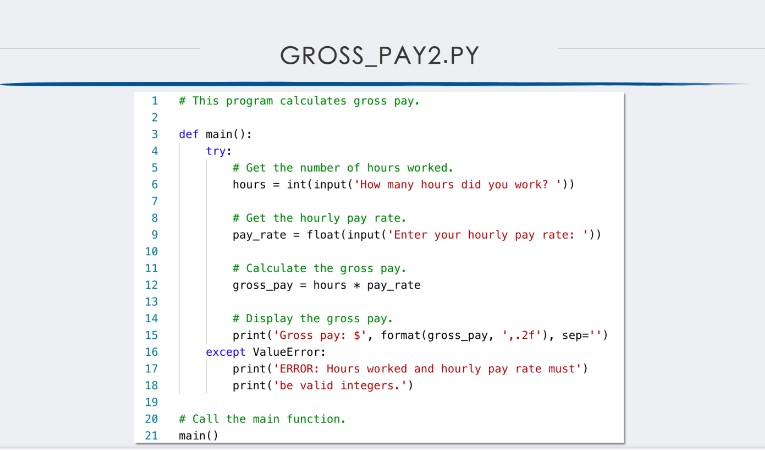 GROSS_PAY2.PY
1 # This program calculates gross pay.
2
3 def main():
4     try:
5         # Get the number of hours worked.
6         hours = int(input('How many hours did you work? '))
7
8         # Get the hourly pay rate.
9         pay_rate = float(input('Enter your hourly pay rate: '))
10
11         # Calculate the gross pay.
12         gross_pay = hours * pay_rate
13
14         # Display the gross pay.
15         print('Gross pay: $', format(gross_pay, ',.2f'), sep='')
16     except ValueError:
17         print('ERROR: Hours worked and hourly pay rate must')
18         print('be valid integers.')
19
20 # Call the main function.
21 main()